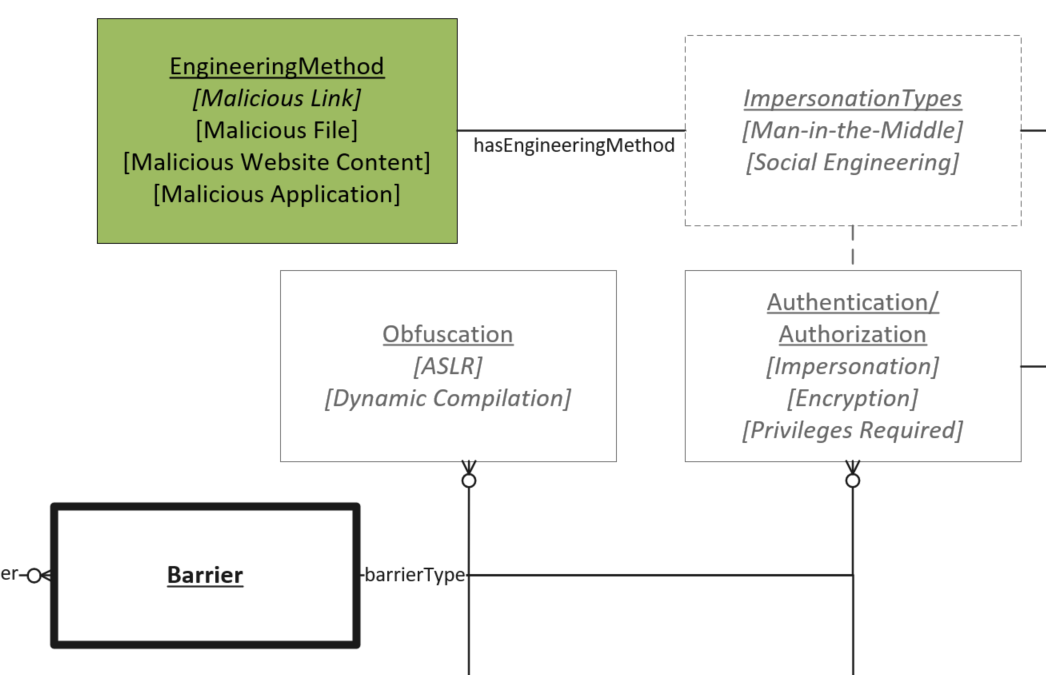 EngineeringMethod
[Malicious Link]
[Malicious File]
[Malicious Website Content]
[Malicious Application]
hasEngineeringMethod
ImpersonationTypes
[Man-in-the-Middle]
[Social Engineering]
Obfuscation
[ASLR]
[Dynamic Compilation]
Authentication/
Authorization
[Impersonation]
[Encryption]
[Privileges Required]
er
Barrier
barrierType